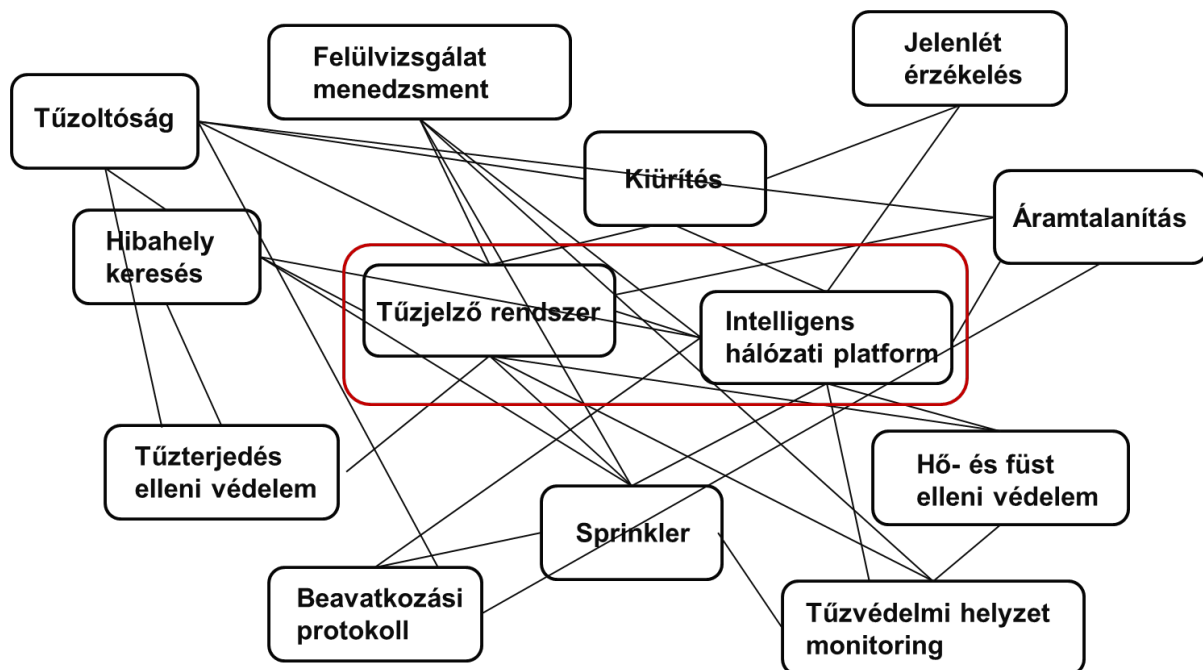 Felülvizsgálat
menedzsment
Jelenlét
érzékelés
Tűzoltóság
Kiürítés
Áramtalanítás
Hibahely
keresés
Tűzjelző rendszer
Intelligens
hálózati platform
Tűzterjedés
elleni védelem
Hő- és füst
elleni védelem
Sprinkler
Beavatkozási
protokoll
Tűzvédelmi helyzet
monitoring